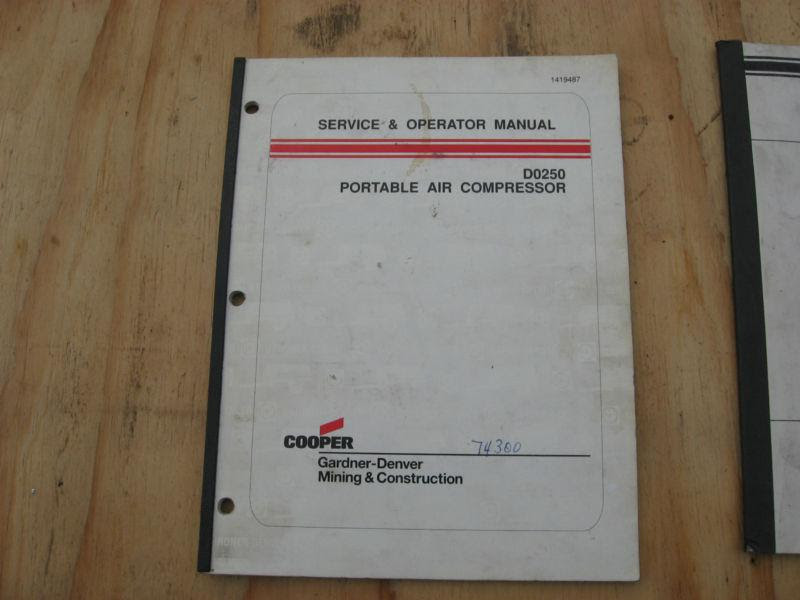 1419487
SERVICE & OPERATOR MANUAL
D0250
PORTABLE AIR COMPRESSOR
COOPER
74300
Gardner-Denver
Mining & Construction